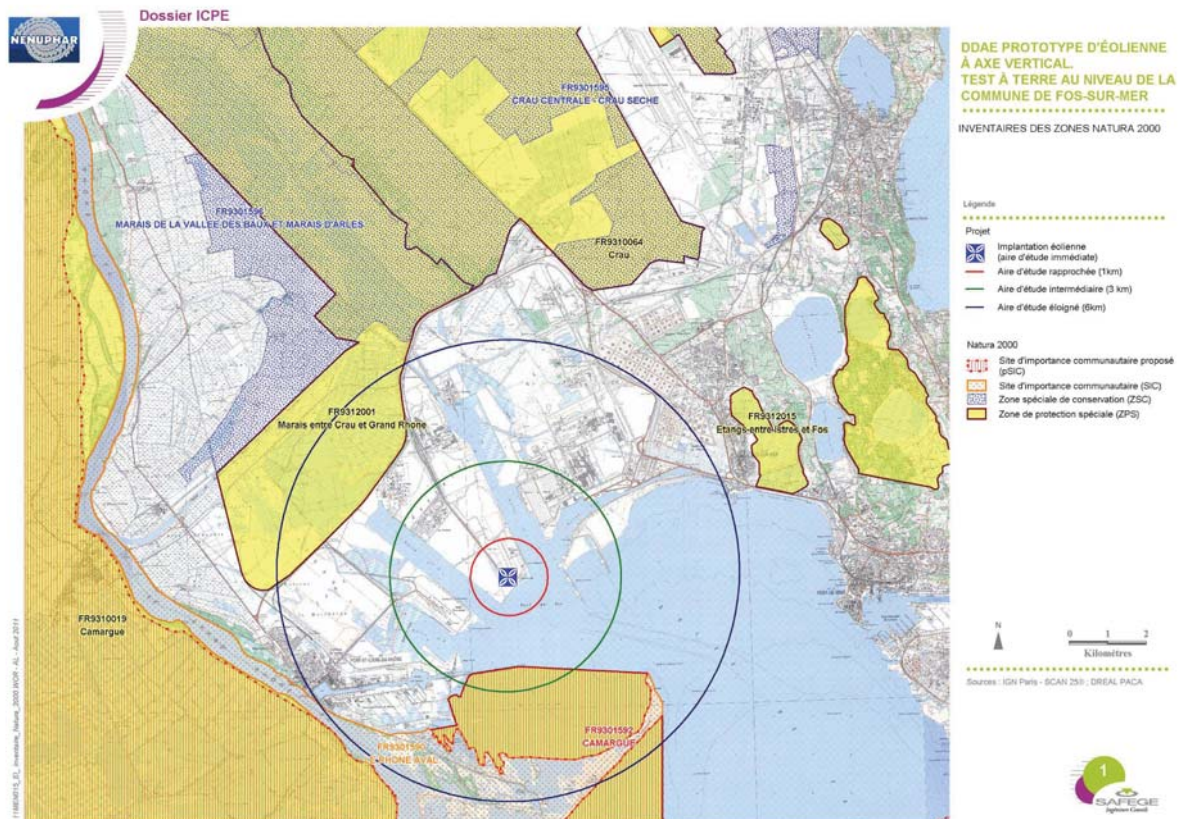 NENUPHAR
Dossier ICPE
DDAE PROTOTYPE D'ÉOLIENNE
À AXE VERTICAL.
TEST À TERRE AU NIVEAU DE LA
COMMUNE DE FOS-SUR-MER
INVENTAIRES DES ZONES NATURA 2000
Légende
Projet
Implantation éolienne
(aire d'étude immédiate)
Aire d'étude rapprochée (1km)
Aire d'étude intermédiaire (3 km)
Aire d'étude éloigné (6km)
Natura 2000
Site d'importance communautaire proposé
(pSIC)
Site d'importance communautaire (SIC)
Zone spéciale de conservation (ZSC)
Zone de protection spéciale (ZPS)
N
0 1 2
Kilomètres
Sources : IGN Paris - SCAN 25® ; DREAL PACA
1
SAFEGE
Ingénieurs Conseils
FR9301595
CRAU CENTRALE - CRAU SECHE
FR9301596
MARAIS DE LA VALLEE DES BAUX ET MARAIS D'ARLES
FR9310064
Crau
FR9312001
Marais entre Crau et Grand Rhône
FR9312015
Etangs entre Istres et Fos
FR9310019
Camargue
FR9301592
CAMARGUE
RHONE AVAL